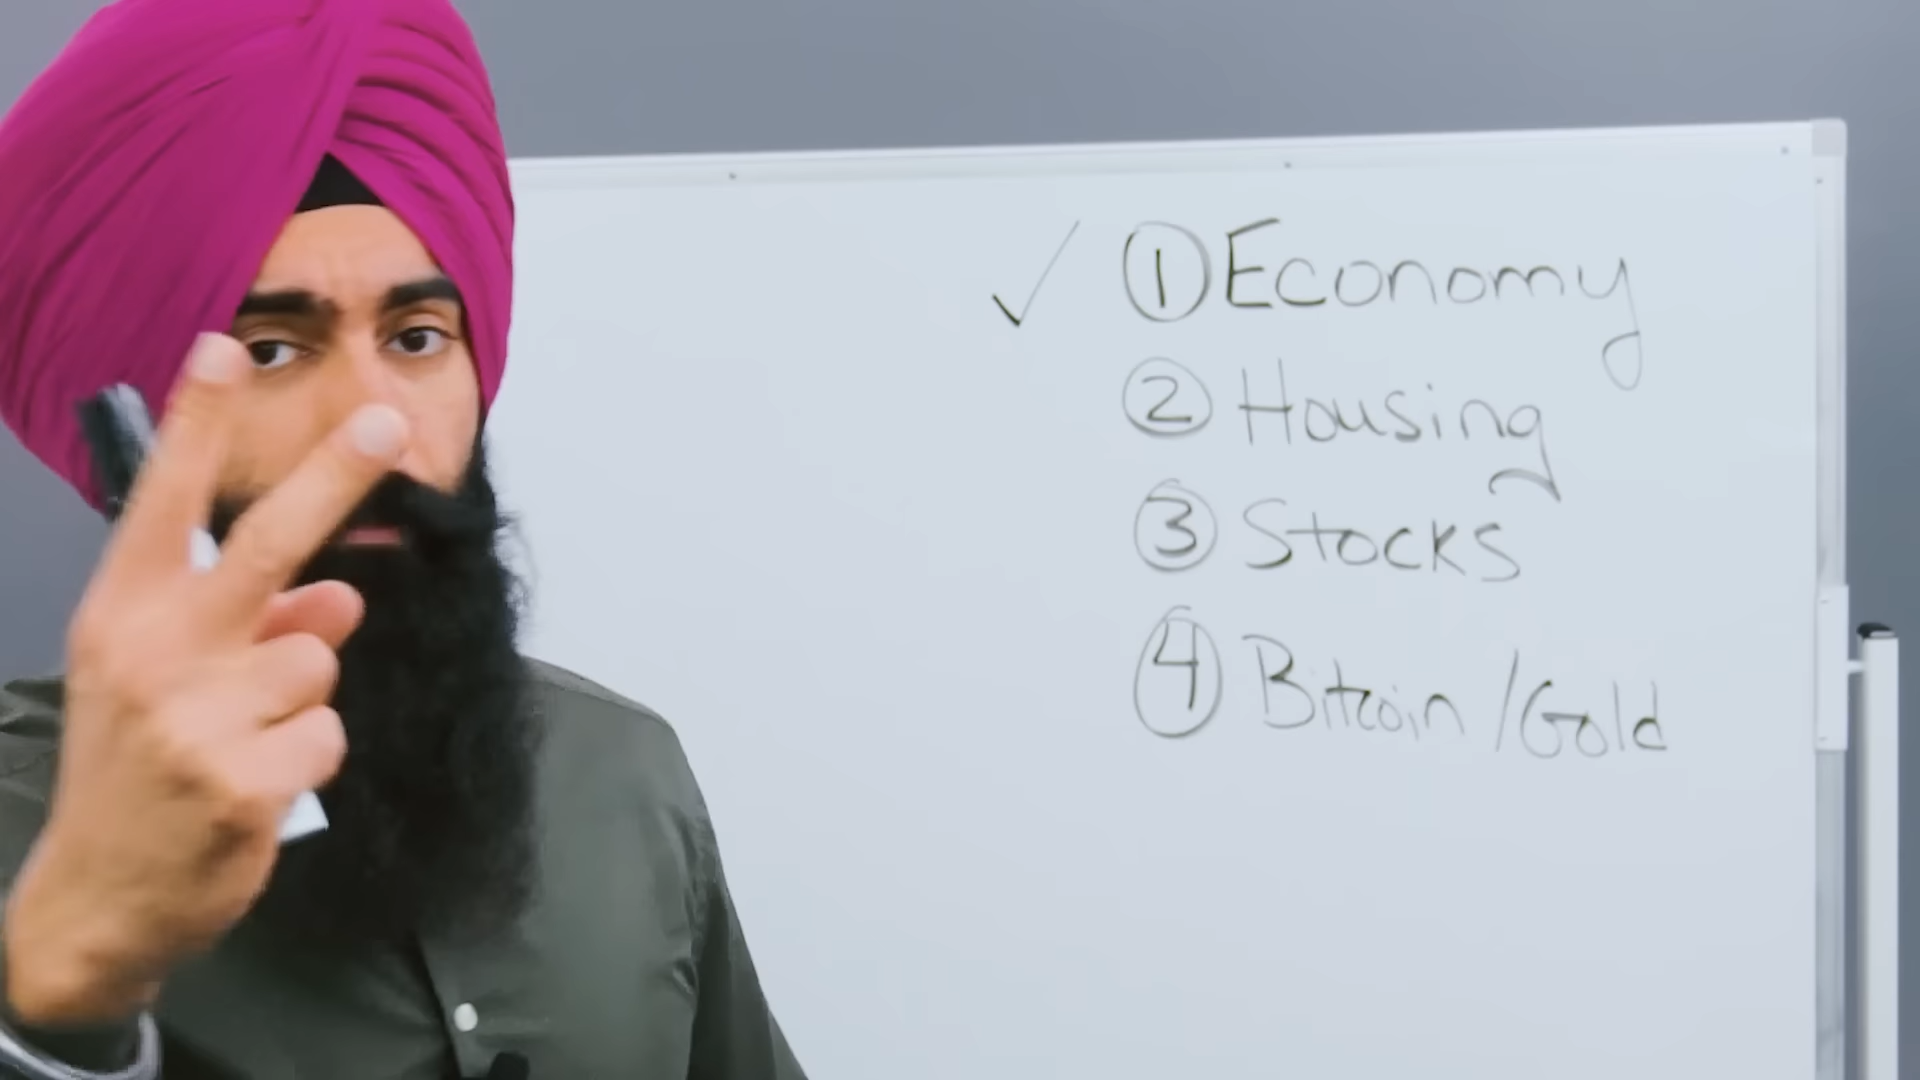 ✓ ① Economy
② Housing
③ Stocks
④ Bitcoin/Gold